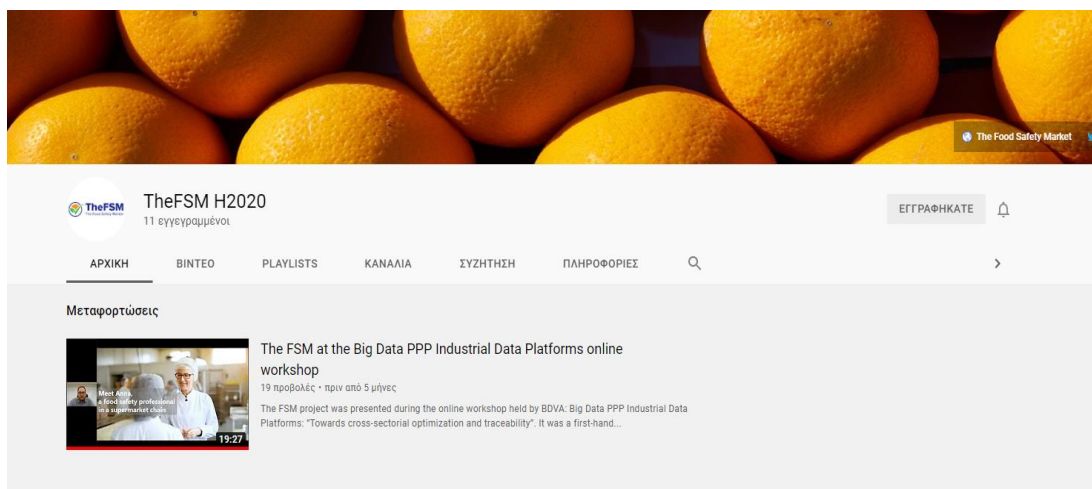 The Food Safety Market
TheFSM
TheFSM H2020
11 εγγεγραμμένοι
ΕΓΓΡΑΦΗΚΑΤΕ
ΑΡΧΙΚΗ ΒΙΝΤΕΟ PLAYLISTS ΚΑΝΑΛΙΑ ΣΥΖΗΤΗΣΗ ΠΛΗΡΟΦΟΡΙΕΣ
Μεταφορτώσεις
Meet Anna,
a food safety professional
in a supermarket chain
19:27
The FSM at the Big Data PPP Industrial Data Platforms online
workshop
19 προβολές • πριν από 5 μήνες
The FSM project was presented during the online workshop held by BDVA: Big Data PPP Industrial Data
Platforms: "Towards cross-sectorial optimization and traceability". It was a first-hand...